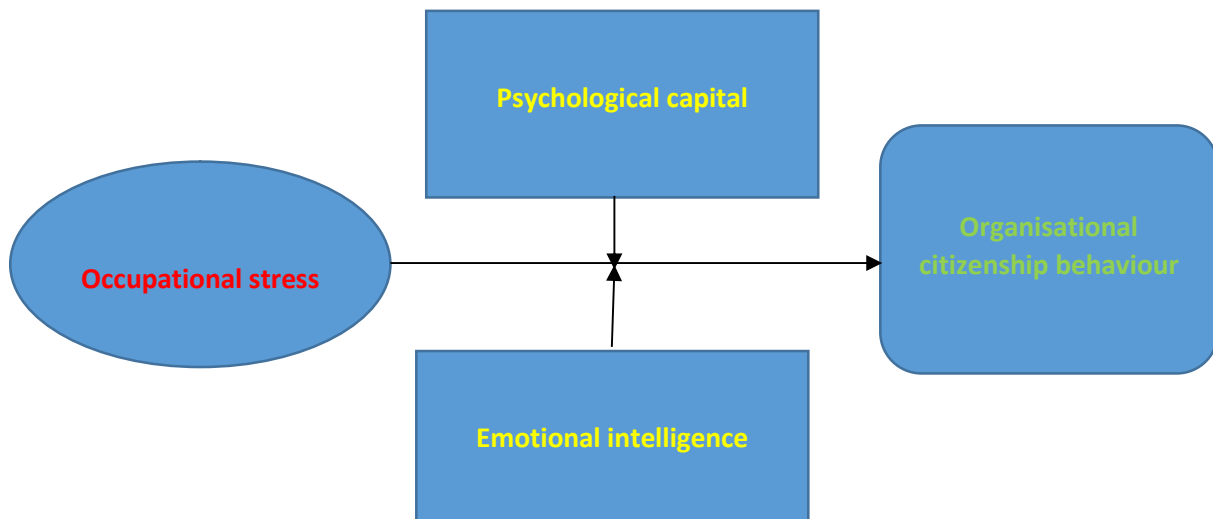 Psychological capital
Occupational stress
Organisational
citizenship behaviour
Emotional intelligence